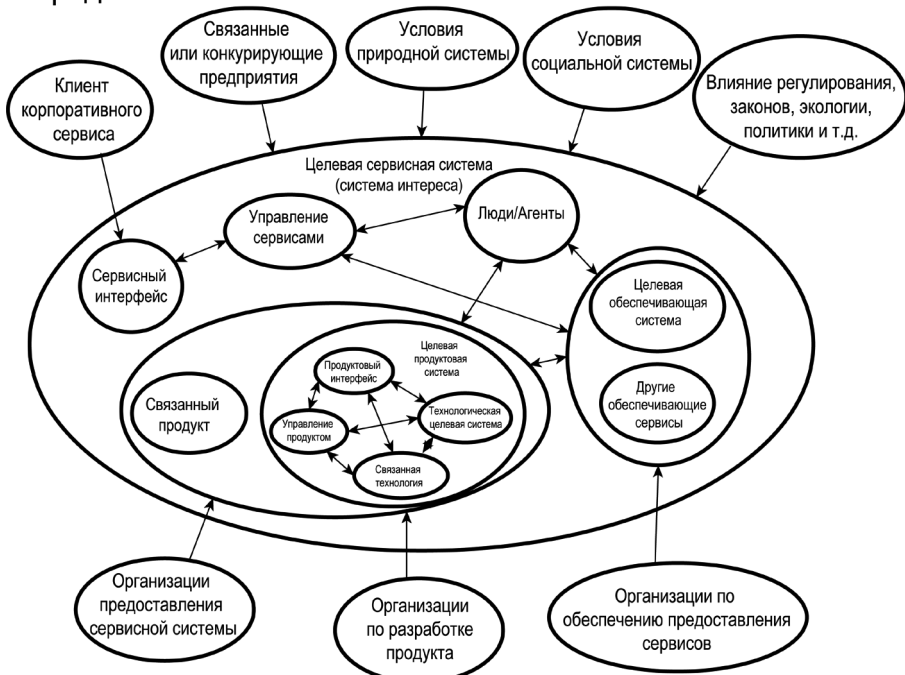 Связанные
или конкурирующие
предприятия
Условия
природной системы
Условия
социальной системы
Клиент
корпоративного
сервиса
Влияние регулирования,
законов, экологии,
политики и т.д.
Целевая сервисная система
(система интереса)
Управление
сервисами
Люди/Агенты
Сервисный
интерфейс
Целевая
обеспечивающая
система
Другие
обеспечивающие
сервисы
Целевая
продуктовая
система
Продуктовый
интерфейс
Связанный
продукт
Управление
продуктом
Технологическая
целевая система
Связанная
технология
Организации
предоставления
сервисной системы
Организации
по разработке
продукта
Организации по
обеспечению предоставления
сервисов